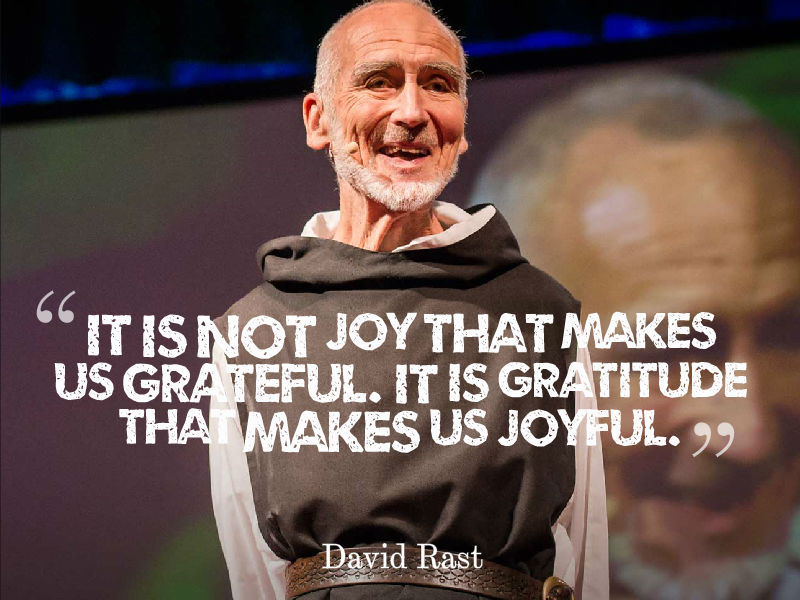 “ IT IS NOT JOY THAT MAKES
US GRATEFUL. IT IS GRATITUDE
THAT MAKES US JOYFUL. ”
David Rast